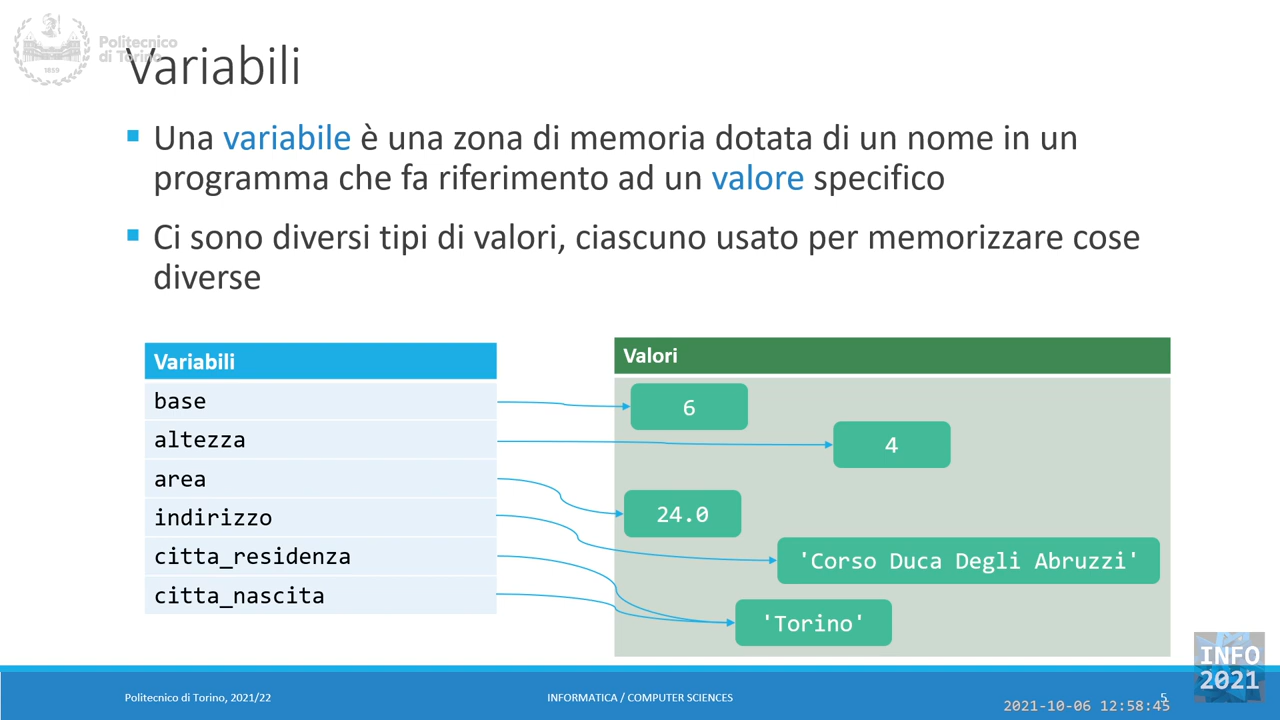 Politecnico
di Torino
1859
Variabili
Una variabile è una zona di memoria dotata di un nome in un
programma che fa riferimento ad un valore specifico
Ci sono diversi tipi di valori, ciascuno usato per memorizzare cose
diverse
Variabili
base
altezza
area
indirizzo
citta_residenza
citta_nascita
Valori
6
4
24.0
'Corso Duca Degli Abruzzi'
'Torino'
Politecnico di Torino, 2021/22
INFORMATICA / COMPUTER SCIENCES
5
INFO
2021
2021-10-06 12:58:45